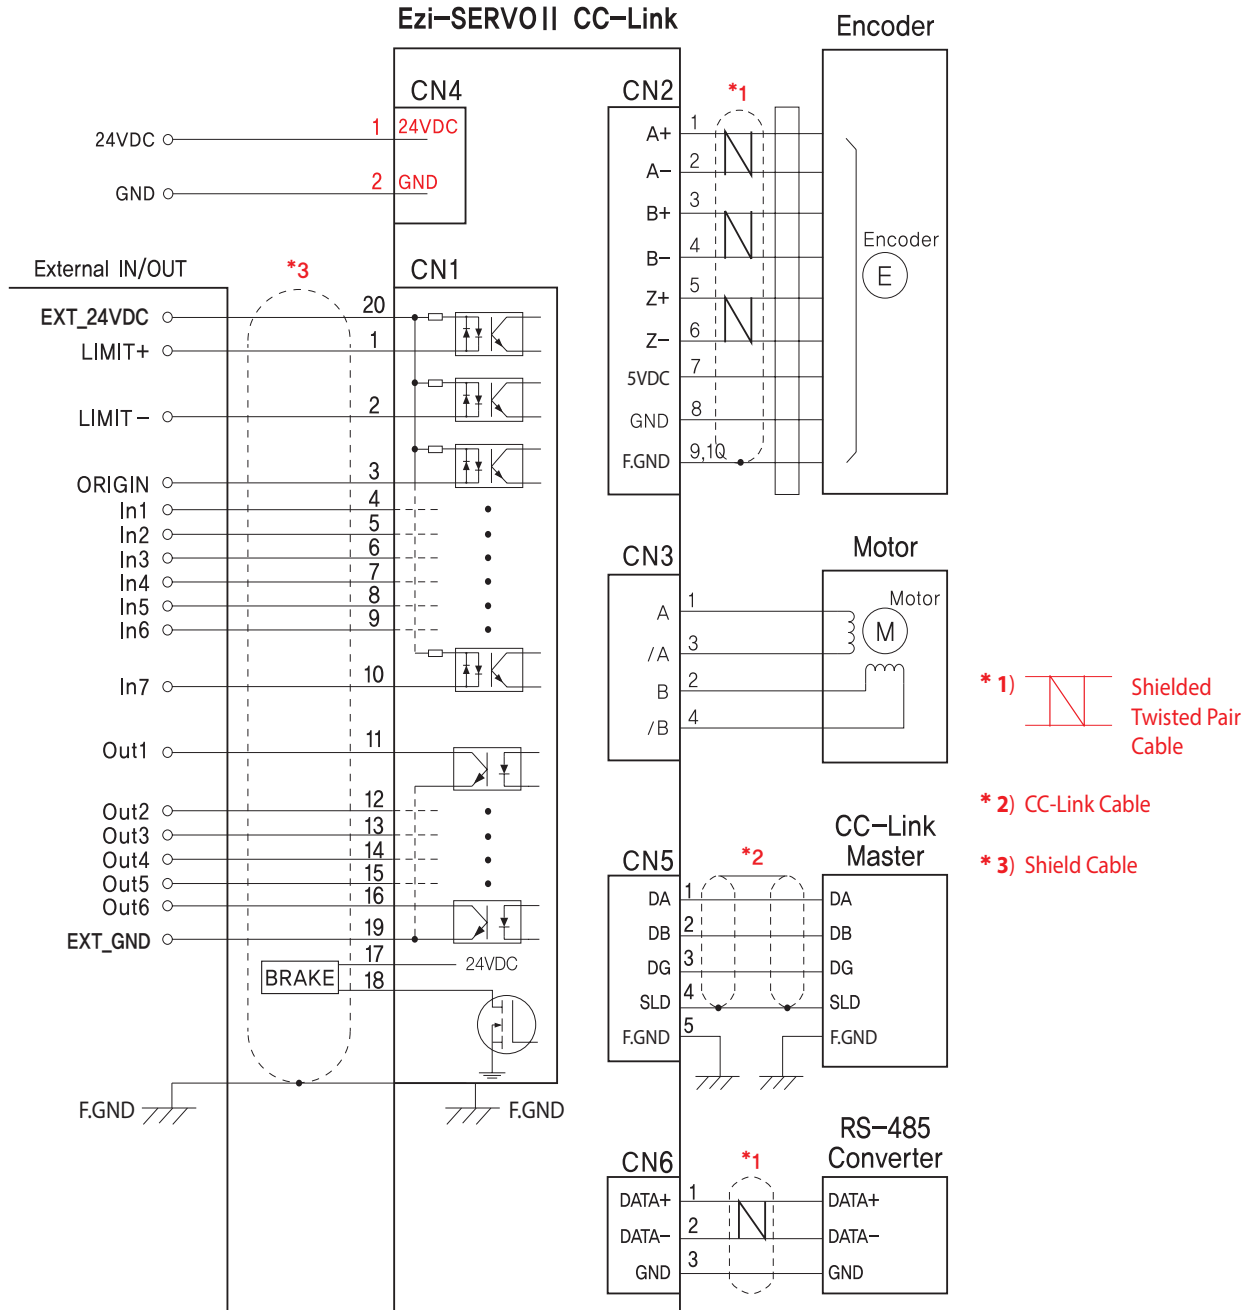 Ezi-SERVOII CC-Link
CN4
24VDC
1 24VDC
GND
2 GND
External IN/OUT
*3
CN1
EXT_24VDC
20
LIMIT+
1
LIMIT-
2
ORIGIN
3
In1
4
In2
5
In3
6
In4
7
In5
8
In6
9
In7
10
Out1
11
Out2
12
Out3
13
Out4
14
Out5
15
Out6
16
EXT_GND
19
BRAKE
17
24VDC
18
F.GND
F.GND
Encoder
CN2
*1
A+ 1
A- 2
B+ 3
B- 4
Z+ 5
Z- 6
5VDC 7
GND 8
F.GND 9,10
Encoder
E
Motor
CN3
A 1
/A 3
B 2
/B 4
Motor
M
* 1) Shielded
Twisted Pair
Cable
* 2) CC-Link Cable
* 3) Shield Cable
CC-Link
Master
CN5
*2
DA 1 DA
DB 2 DB
DG 3 DG
SLD 4 SLD
F.GND 5 F.GND
RS-485
Converter
CN6
*1
DATA+ 1 DATA+
DATA- 2 DATA-
GND 3 GND